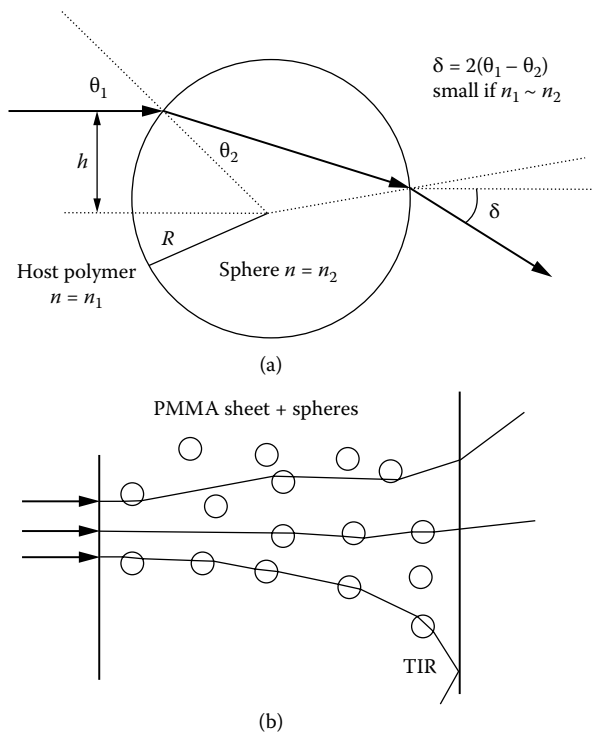 θ₁
δ = 2(θ₁ – θ₂)
small if n₁ ~ n₂
h
θ₂
δ
R
Host polymer
n = n₁
Sphere n = n₂
(a)
PMMA sheet + spheres
TIR
(b)